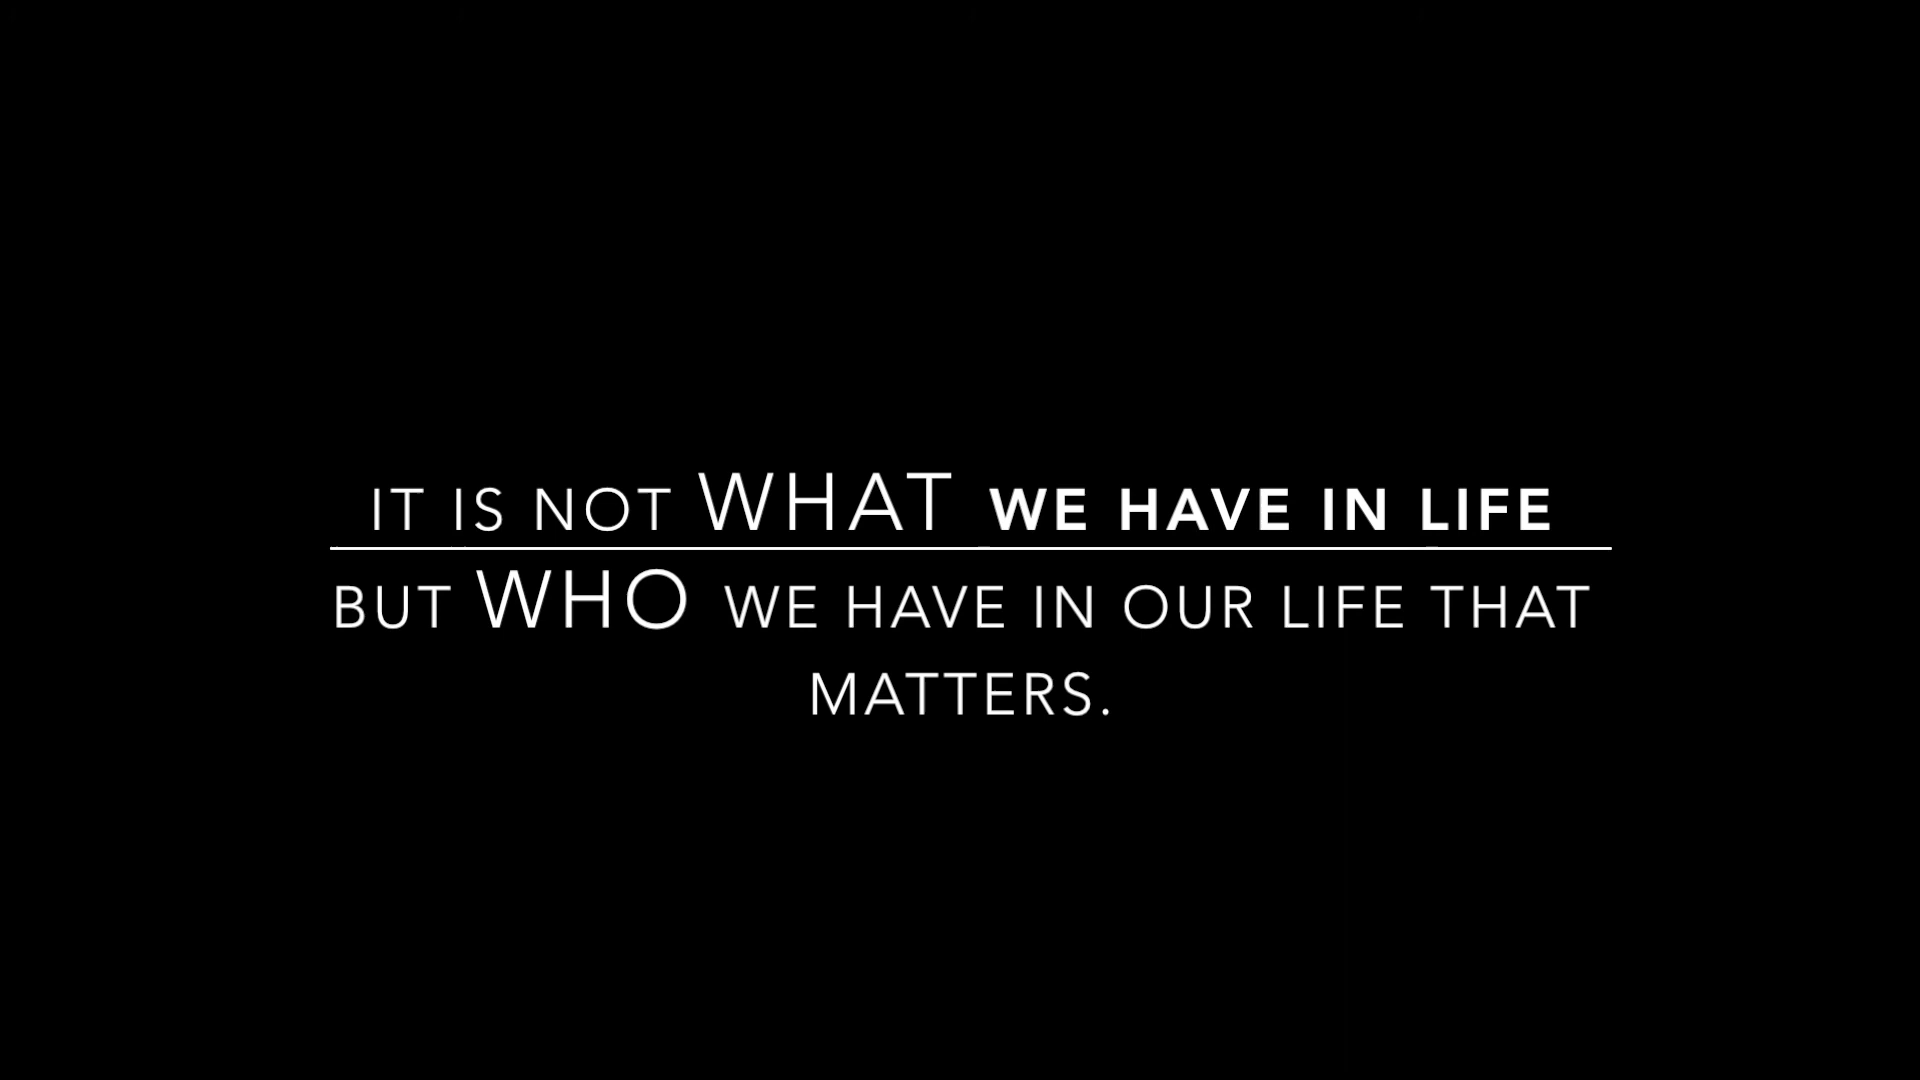 IT IS NOT WHAT WE HAVE IN LIFE
BUT WHO WE HAVE IN OUR LIFE THAT
MATTERS.